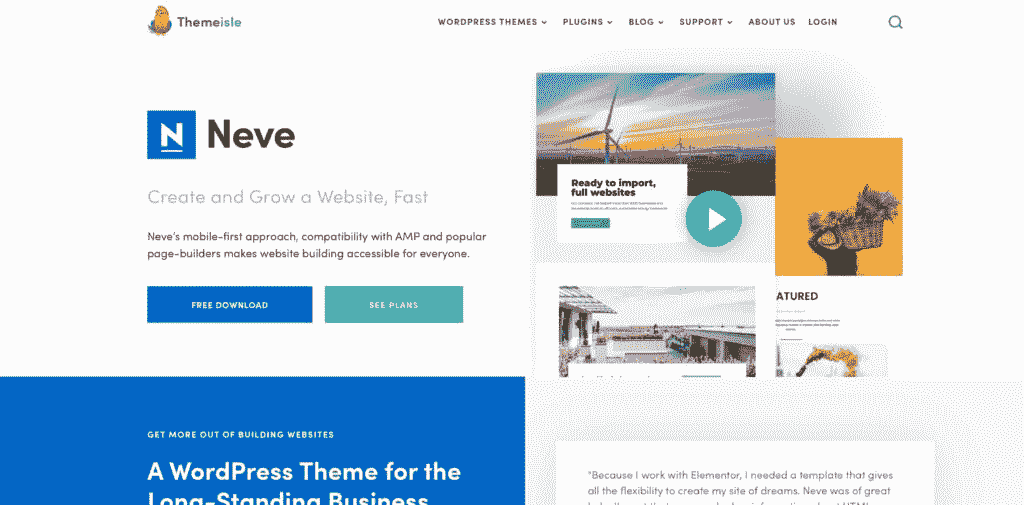 Themeisle
WORDPRESS THEMES
PLUGINS
BLOG
SUPPORT
ABOUT US
LOGIN
N
Neve
Create and Grow a Website, Fast
Neve's mobile-first approach, compatibility with AMP and popular
page-builders makes website building accessible for everyone.
FREE DOWNLOAD
SEE PLANS
Ready to import,
full websites
ATURED
GET MORE OUT OF BUILDING WEBSITES
A WordPress Theme for the
Long-Standing Business
"Because I work with Elementor, I needed a template that gives
all the flexibility to create my site of dreams. Neve was of great